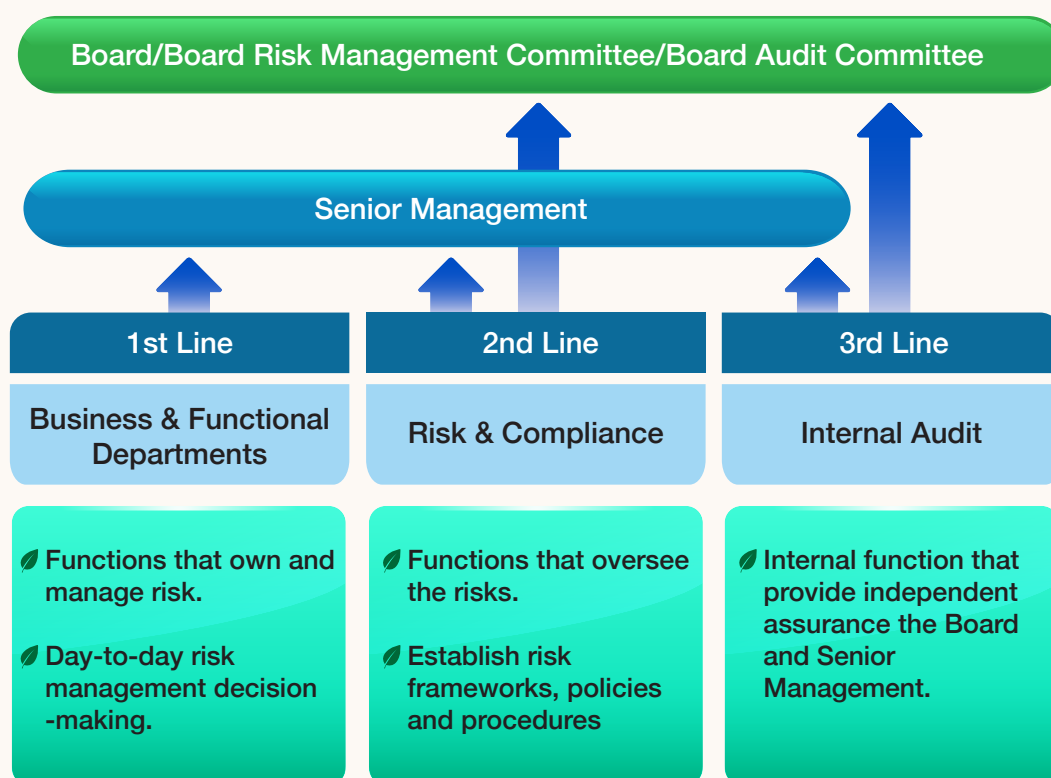 Board/Board Risk Management Committee/Board Audit Committee
Senior Management
1st Line
Business & Functional
Departments
Functions that own and
manage risk.
Day-to-day risk
management decision
-making.
2nd Line
Risk & Compliance
Functions that oversee
the risks.
Establish risk
frameworks, policies
and procedures
3rd Line
Internal Audit
Internal function that
provide independent
assurance the Board
and Senior
Management.